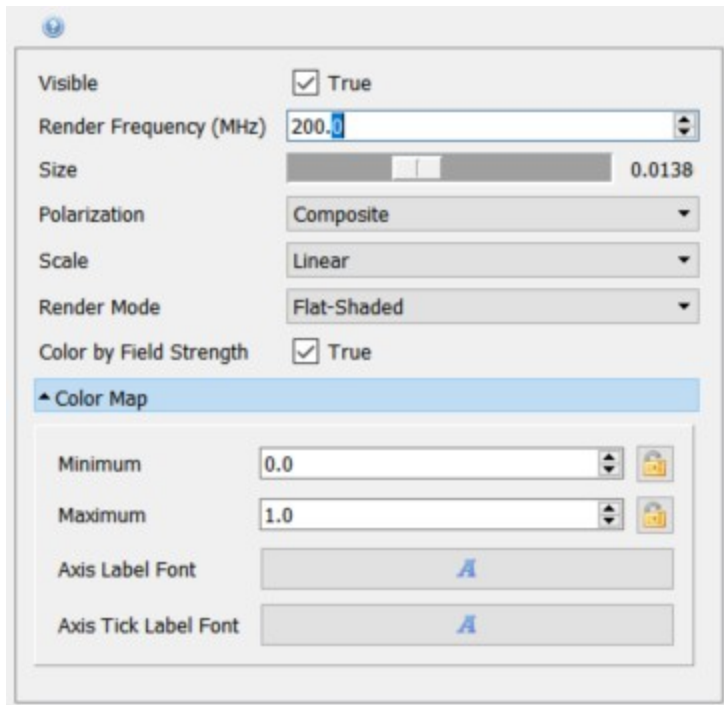 Visible True
Render Frequency (MHz) 200.0
Size 0.0138
Polarization Composite
Scale Linear
Render Mode Flat-Shaded
Color by Field Strength True
Color Map
Minimum 0.0
Maximum 1.0
Axis Label Font A
Axis Tick Label Font A